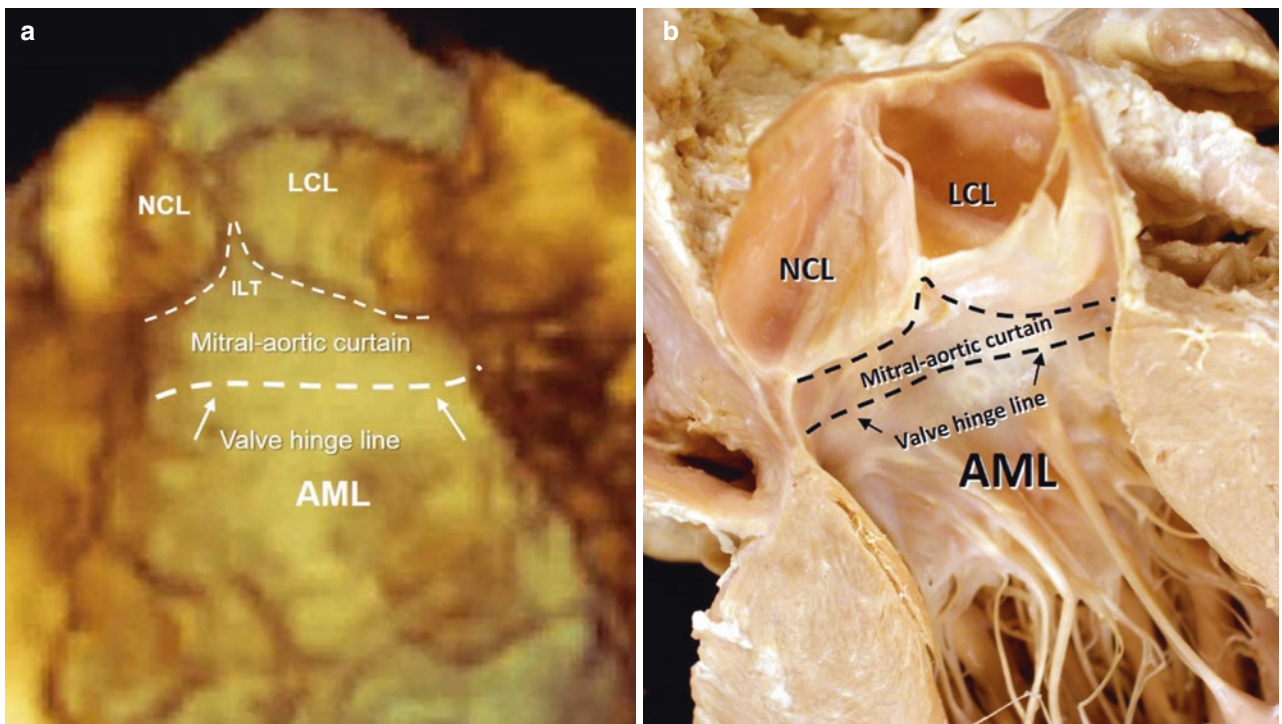 a
NCL
LCL
ILT
Mitral-aortic curtain
Valve hinge line
AML
b
LCL
NCL
Mitral-aortic curtain
Valve hinge line
AML